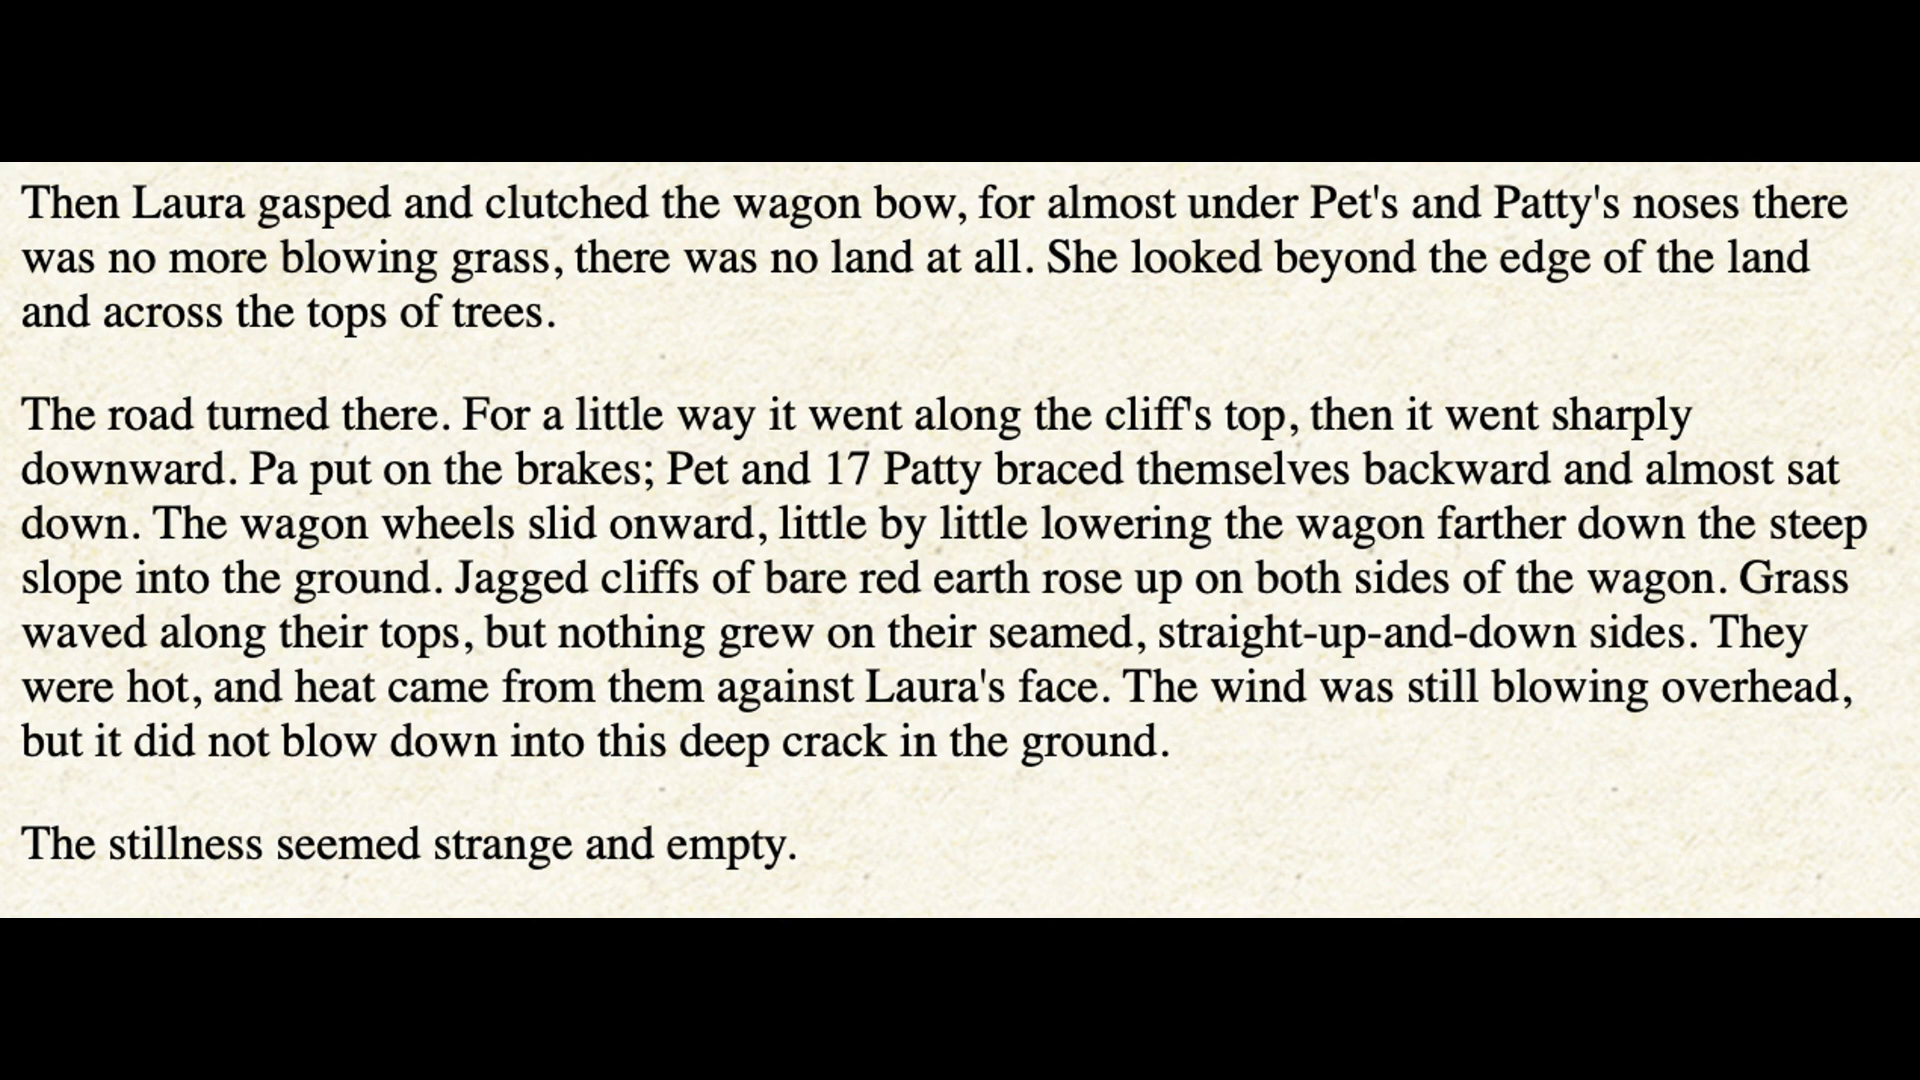 Then Laura gasped and clutched the wagon bow, for almost under Pet's and Patty's noses there
was no more blowing grass, there was no land at all. She looked beyond the edge of the land
and across the tops of trees.
The road turned there. For a little way it went along the cliff's top, then it went sharply
downward. Pa put on the brakes; Pet and 17 Patty braced themselves backward and almost sat
down. The wagon wheels slid onward, little by little lowering the wagon farther down the steep
slope into the ground. Jagged cliffs of bare red earth rose up on both sides of the wagon. Grass
waved along their tops, but nothing grew on their seamed, straight-up-and-down sides. They
were hot, and heat came from them against Laura's face. The wind was still blowing overhead,
but it did not blow down into this deep crack in the ground.
The stillness seemed strange and empty.